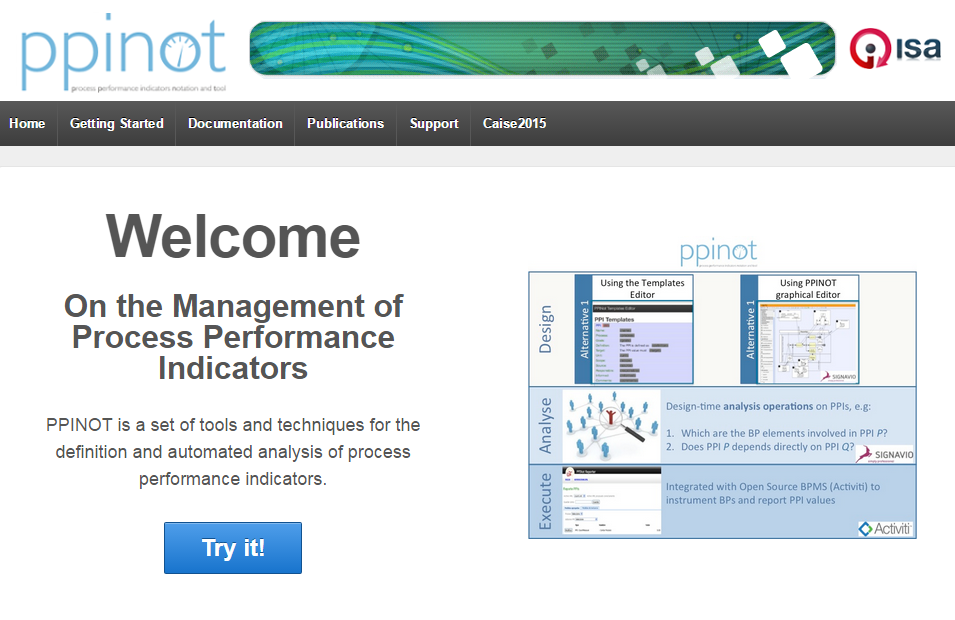 ppinot
process performance indicators notation and tool
ISA
Home
Getting Started
Documentation
Publications
Support
Caise2015
Welcome
On the Management of
Process Performance
Indicators
PPINOT is a set of tools and techniques for the
definition and automated analysis of process
performance indicators.
Try it!
ppinot
Design
Alternative 1
Using the Templates
Editor
PPI Templates
Alternative 1
Using PPINOT
graphical Editor
SIGNAVIO
Analyse
Design-time analysis operations on PPIs, e.g:
1. Which are the BP elements involved in PPI P?
2. Does PPI P depends directly on PPI Q?
SIGNAVIO
Execute
Integrated with Open Source BPMS (Activiti) to
instrument BPs and report PPI values
Activiti